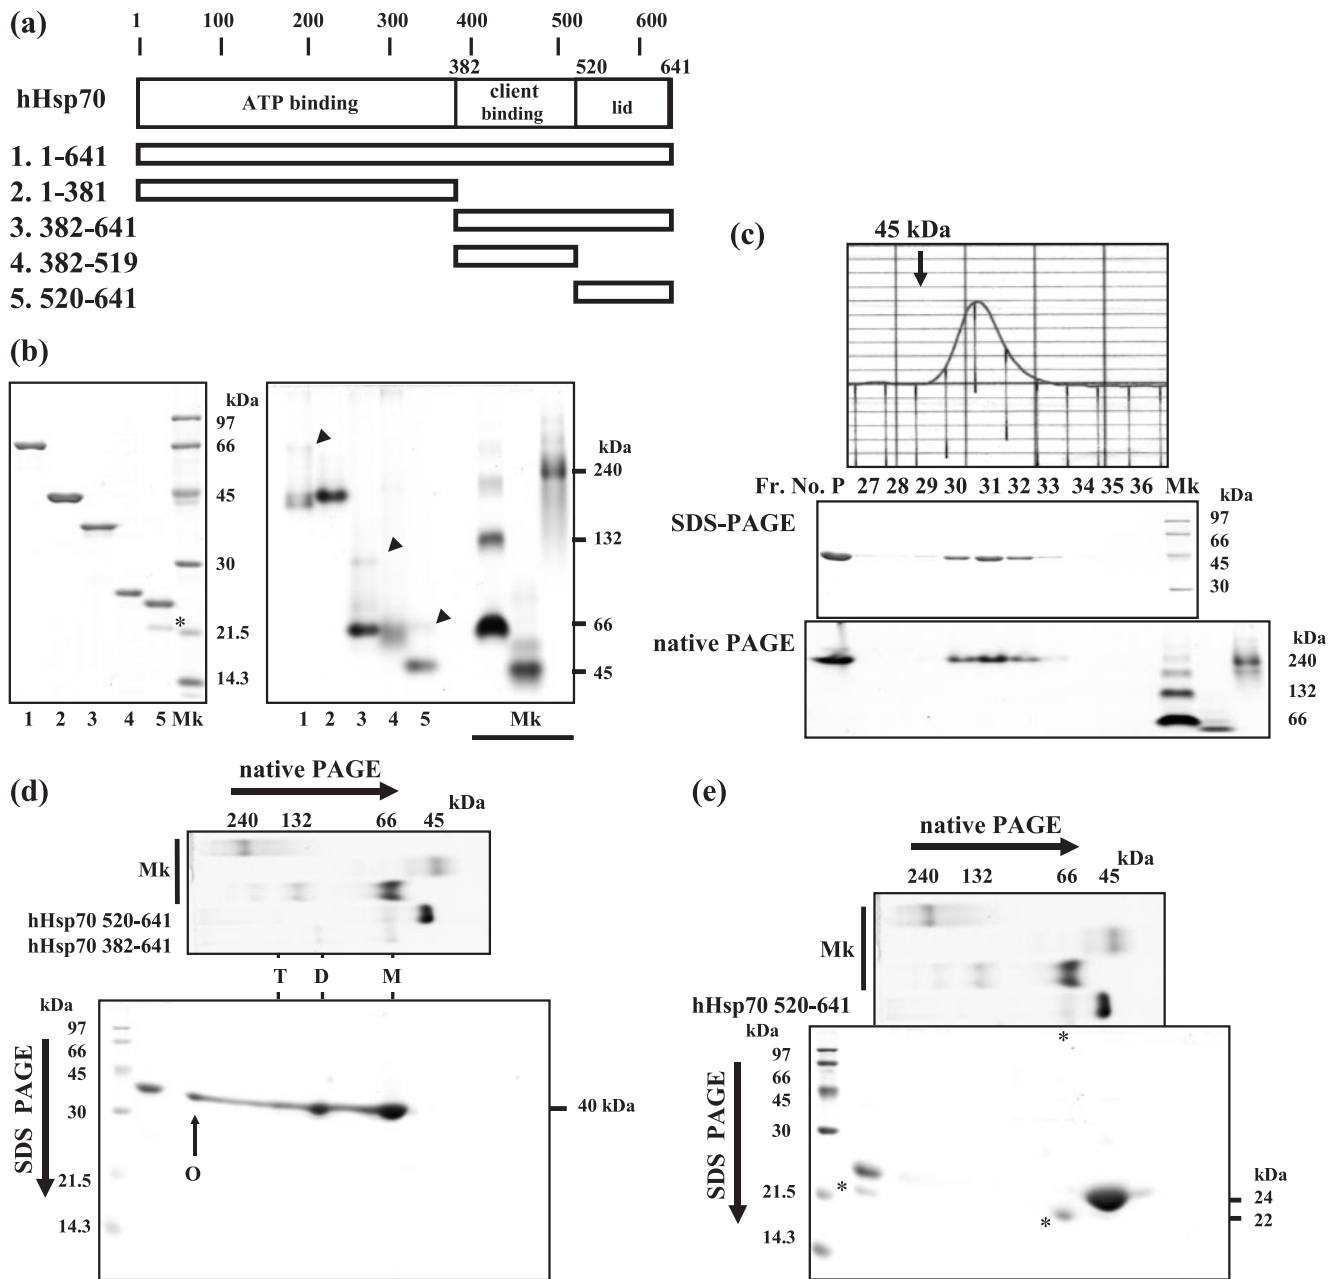 (a)
1 100 200 300 400 500 600
382 520 641
hHsp70 ATP binding client binding lid
1. 1-641
2. 1-381
3. 382-641
4. 382-519
5. 520-641
(b)
kDa
97
66
45
30
21.5
14.3
*
1 2 3 4 5 Mk
kDa
240
132
66
45
1 2 3 4 5 Mk
(c)
45 kDa
Fr. No. P 27 28 29 30 31 32 33 34 35 36 Mk
SDS-PAGE
kDa
97
66
45
30
native PAGE
kDa
240
132
66
(d)
native PAGE
kDa
240 132 66 45
Mk
hHsp70 520-641
hHsp70 382-641
T D M
kDa
97
66
45
30
21.5
14.3
SDS PAGE
O
40 kDa
(e)
native PAGE
kDa
240 132 66 45
Mk
hHsp70 520-641
*
kDa
97
66
45
30
21.5
14.3
SDS PAGE
*
*
kDa
24
22